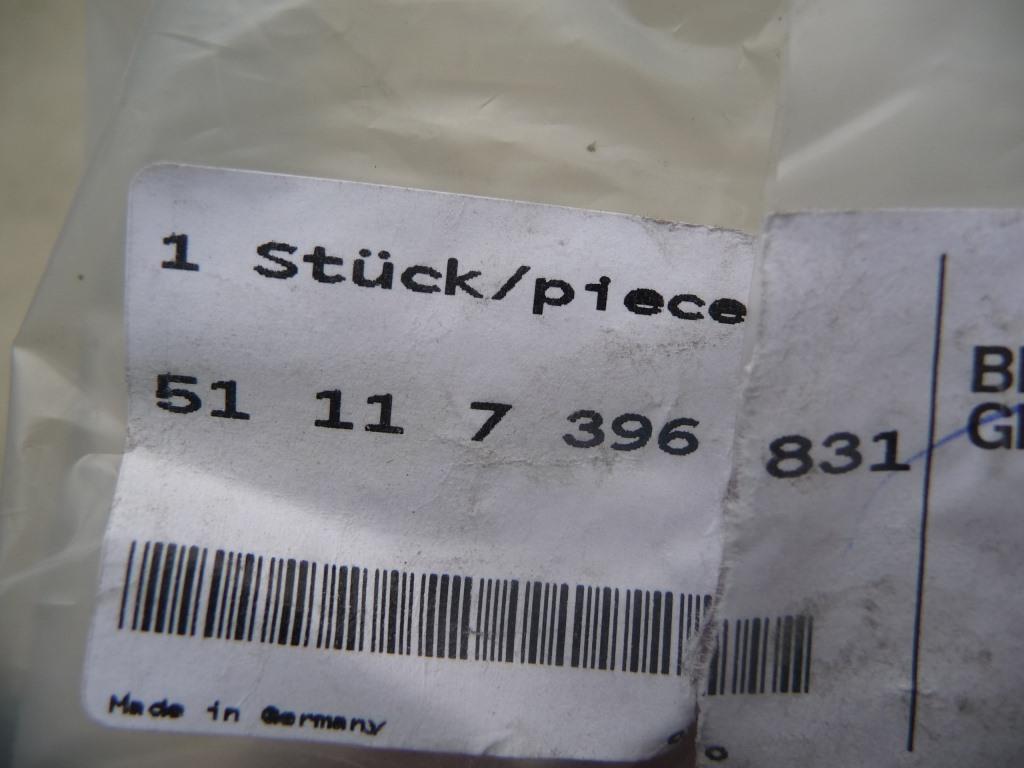 1 Stück/piece
51 11 7 396 831
Made in Germany